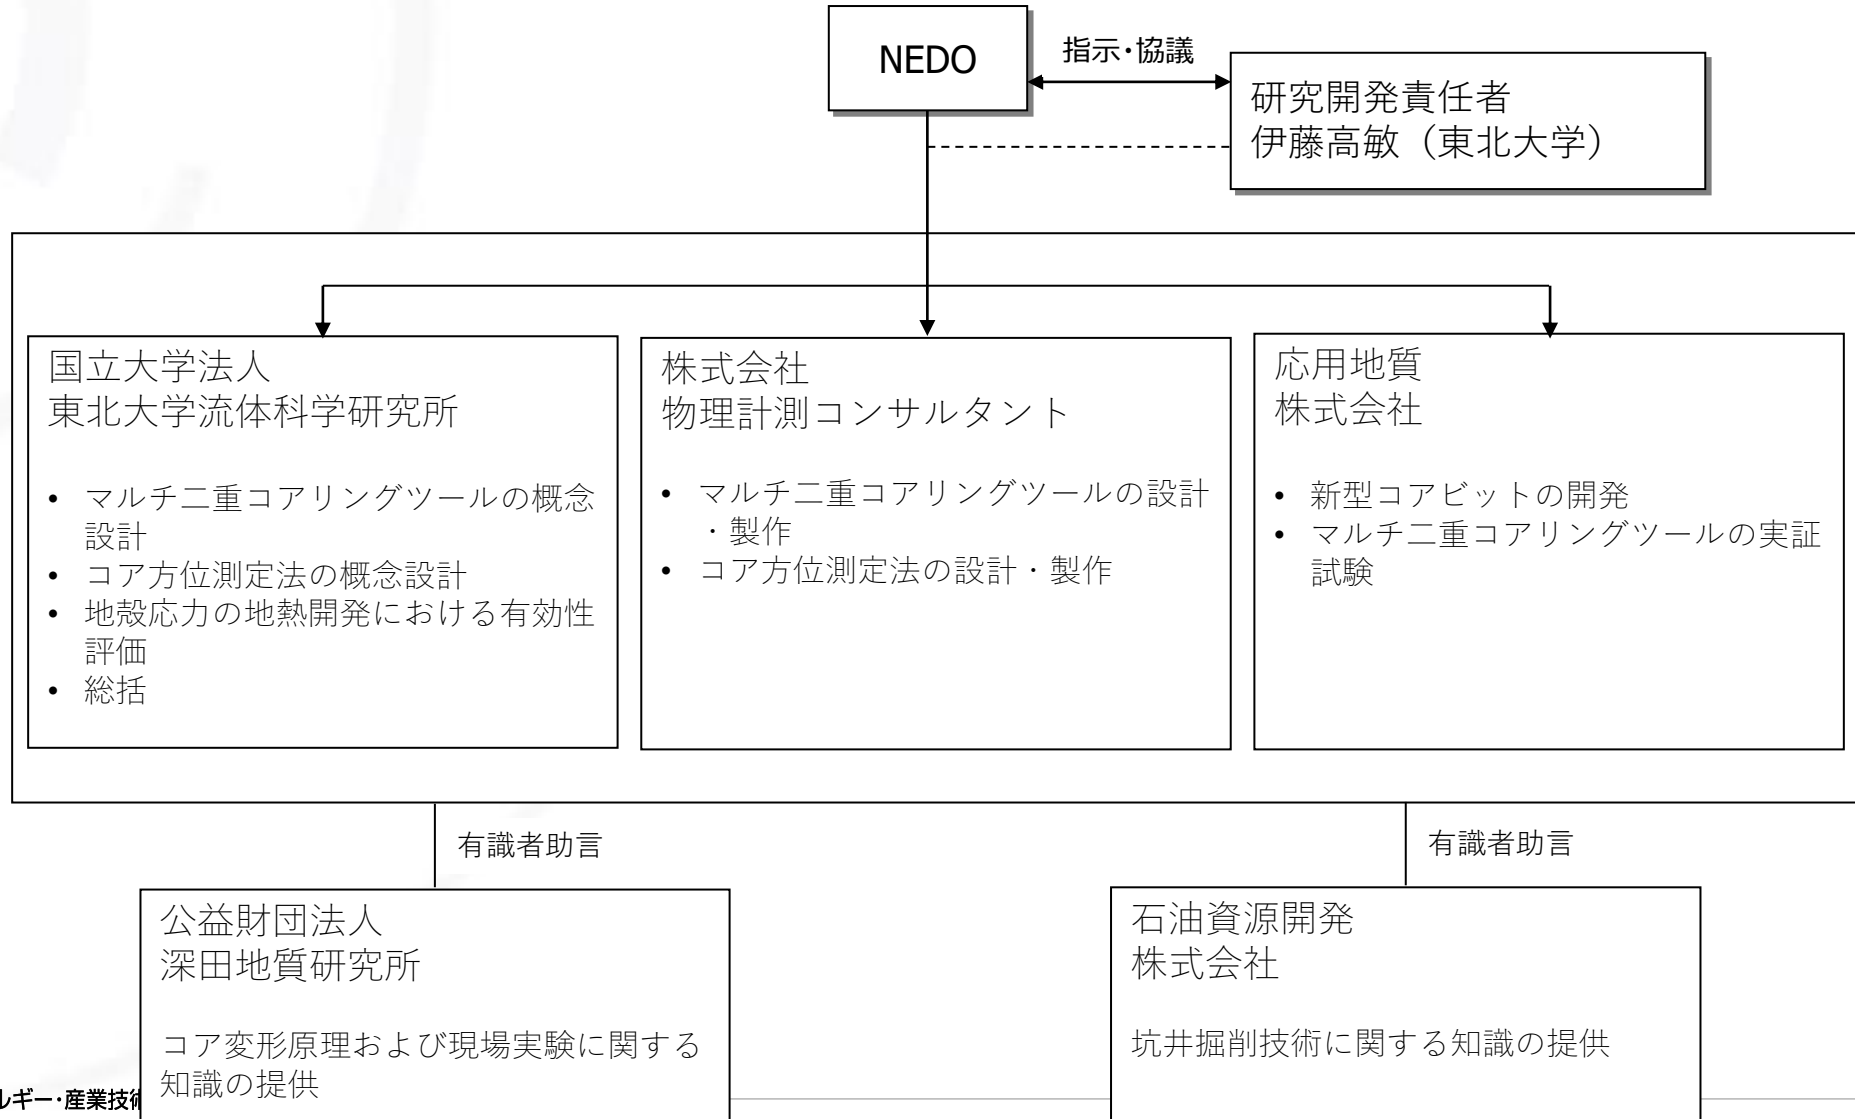 NEDO
指示・協議
研究開発責任者
伊藤高敏（東北大学）
国立大学法人
東北大学流体科学研究所
• マルチ二重コアリングツールの概念
設計
• コア方位測定法の概念設計
• 地殻応力の地熱開発における有効性
評価
• 総括
株式会社
物理計測コンサルタント
• マルチ二重コアリングツールの設計
・製作
• コア方位測定法の設計・製作
応用地質
株式会社
• 新型コアビットの開発
• マルチ二重コアリングツールの実証
試験
有識者助言
有識者助言
公益財団法人
深田地質研究所
コア変形原理および現場実験に関する
知識の提供
石油資源開発
株式会社
坑井掘削技術に関する知識の提供
ルギー・産業技術